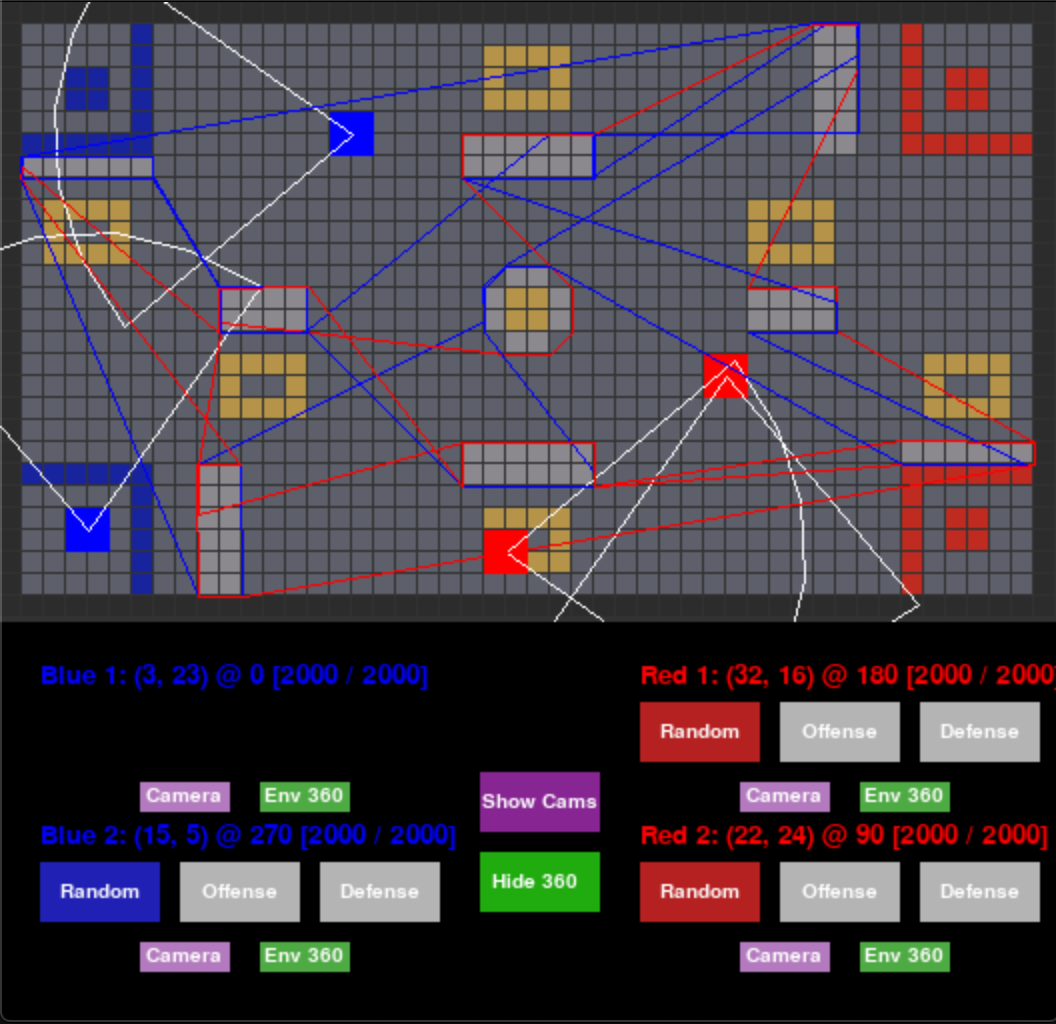 Blue 1: (3, 23) @ 0 [2000 / 2000]
Red 1: (32, 16) @ 180 [2000 / 2000
Random
Offense
Defense
Camera
Env 360
Show Cams
Camera
Env 360
Blue 2: (15, 5) @ 270 [2000 / 2000]
Red 2: (22, 24) @ 90 [2000 / 2000]
Random
Offense
Defense
Hide 360
Random
Offense
Defense
Camera
Env 360
Camera
Env 360